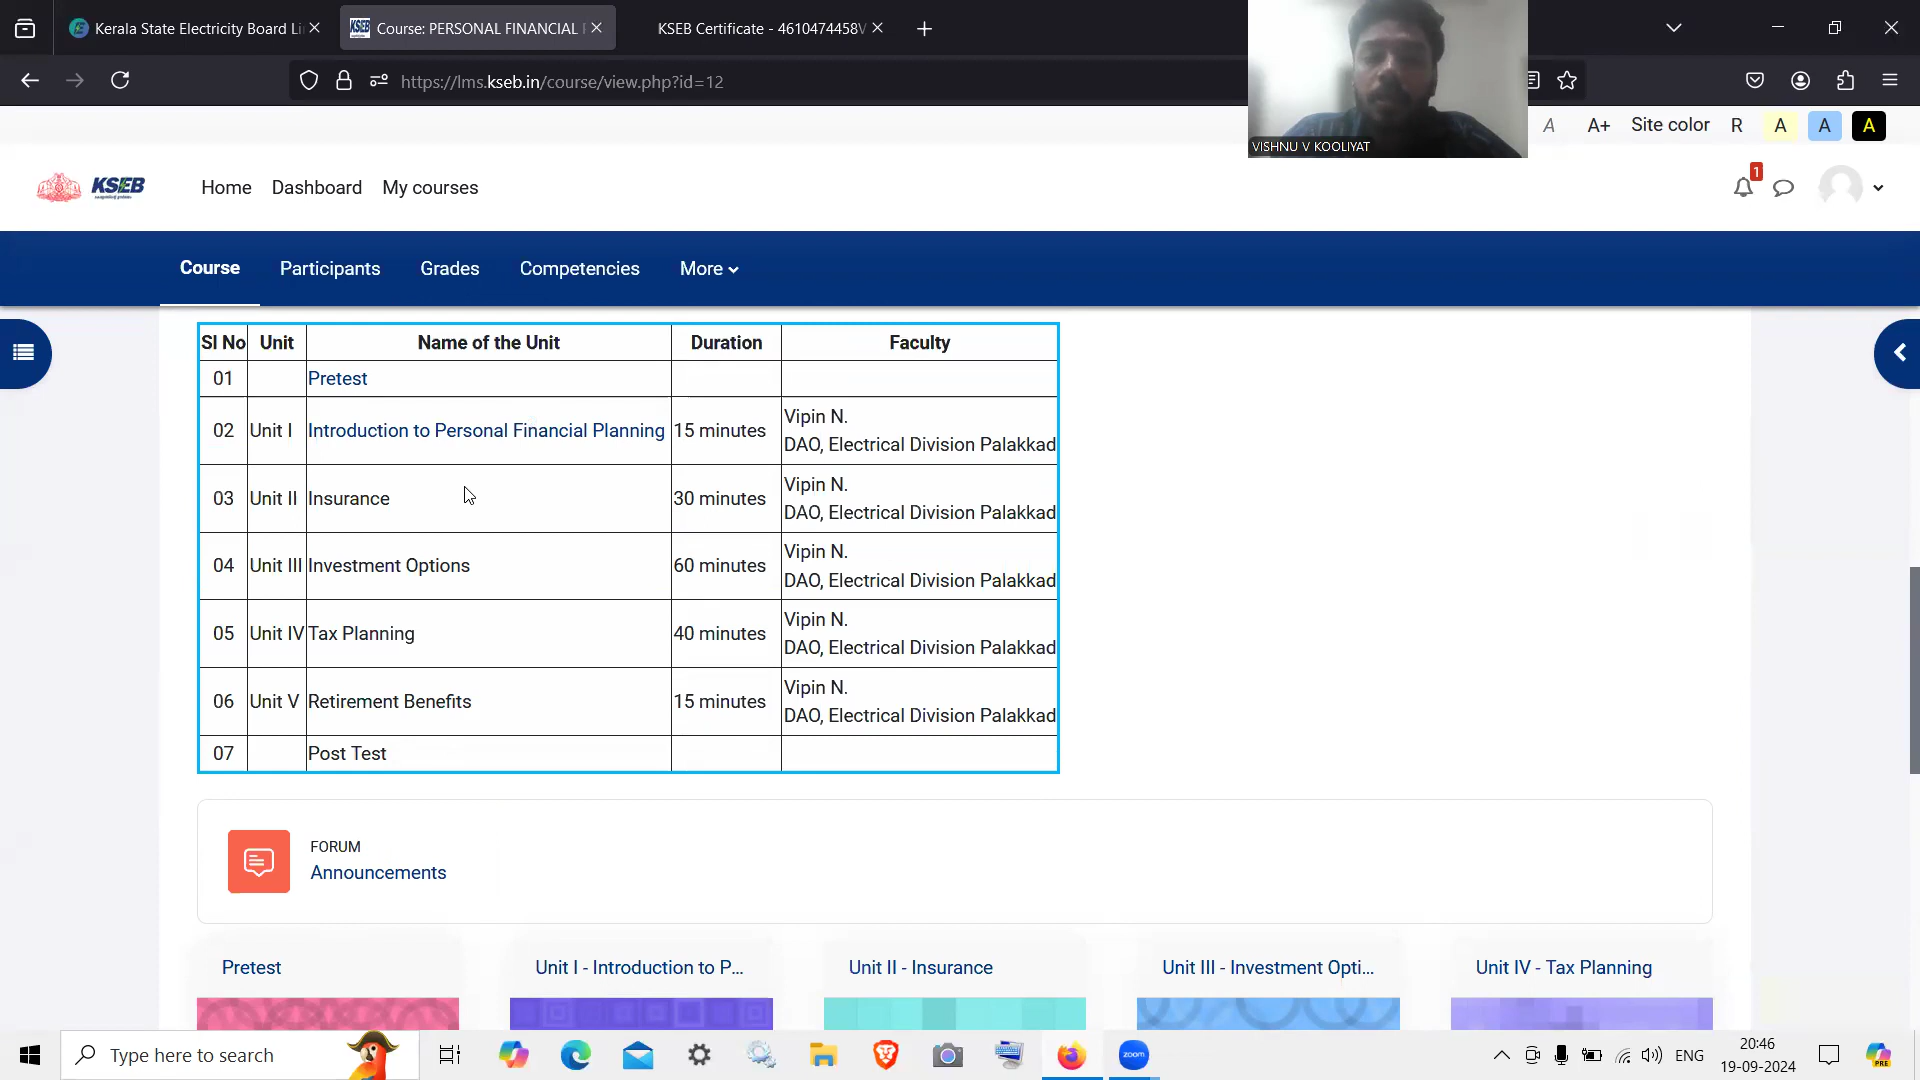 Kerala State Electricity Board Li
Course: PERSONAL FINANCIAL
KSEB Certificate - 4610474458V
https://lms.kseb.in/course/view.php?id=12
VISHNU V KOOLIYAT
A A+ Site color R A A A
KSEB
Home Dashboard My courses
1
Course Participants Grades Competencies More
Sl No Unit Name of the Unit Duration Faculty
01 Pretest
02 Unit I Introduction to Personal Financial Planning 15 minutes Vipin N.
DAO, Electrical Division Palakkad
03 Unit II Insurance 30 minutes Vipin N.
DAO, Electrical Division Palakkad
04 Unit III Investment Options 60 minutes Vipin N.
DAO, Electrical Division Palakkad
05 Unit IV Tax Planning 40 minutes Vipin N.
DAO, Electrical Division Palakkad
06 Unit V Retirement Benefits 15 minutes Vipin N.
DAO, Electrical Division Palakkad
07 Post Test
FORUM
Announcements
Pretest
Unit I - Introduction to P...
Unit II - Insurance
Unit III - Investment Opti...
Unit IV - Tax Planning
Type here to search
zoom
ENG
20:46
19-09-2024
PRE